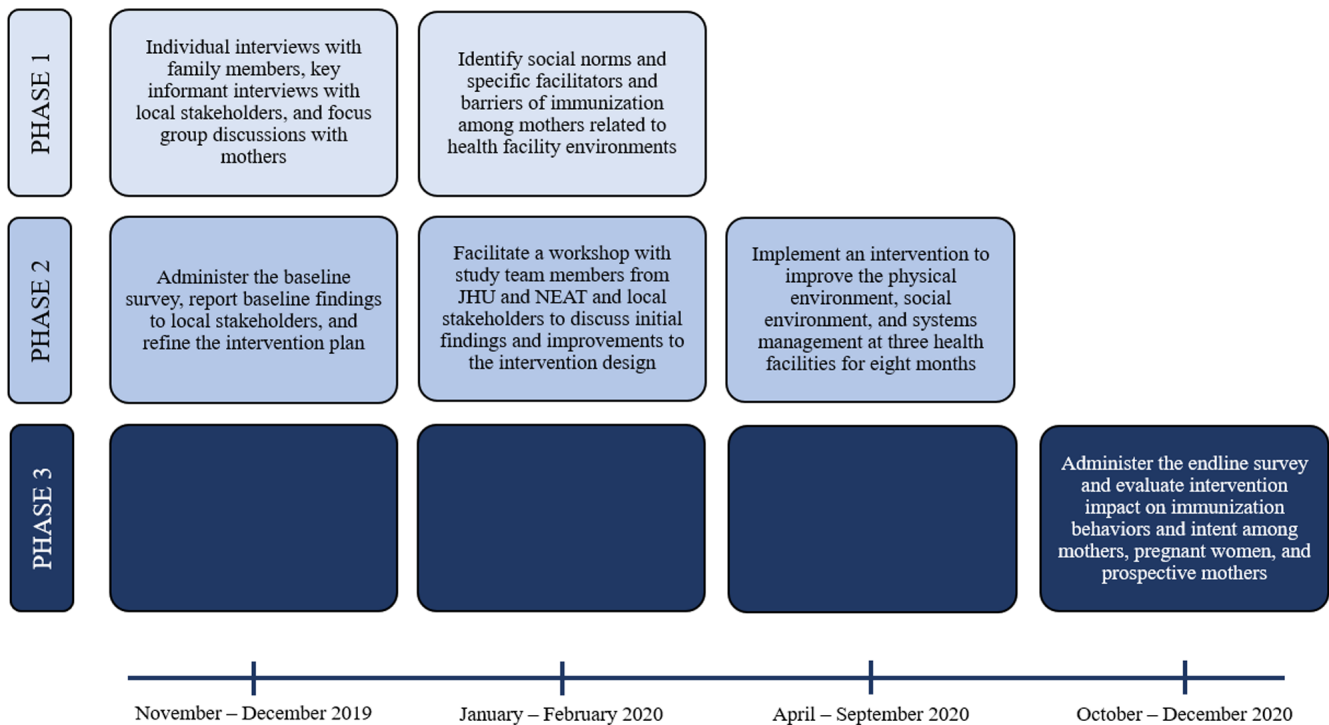 PHASE 1
Individual interviews with
family members, key
informant interviews with
local stakeholders, and focus
group discussions with
mothers
Identify social norms and
specific facilitators and
barriers of immunization
among mothers related to
health facility environments
PHASE 2
Administer the baseline
survey, report baseline findings
to local stakeholders, and
refine the intervention plan
Facilitate a workshop with
study team members from
JHU and NEAT and local
stakeholders to discuss initial
findings and improvements to
the intervention design
Implement an intervention to
improve the physical
environment, social
environment, and systems
management at three health
facilities for eight months
PHASE 3
Administer the endline survey
and evaluate intervention
impact on immunization
behaviors and intent among
mothers, pregnant women, and
prospective mothers
November – December 2019
January – February 2020
April – September 2020
October – December 2020